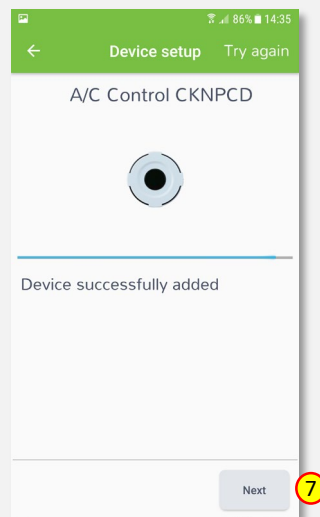 86% 14:35
Device setup Try again
A/C Control CKNPCD
Device successfully added
Next 7